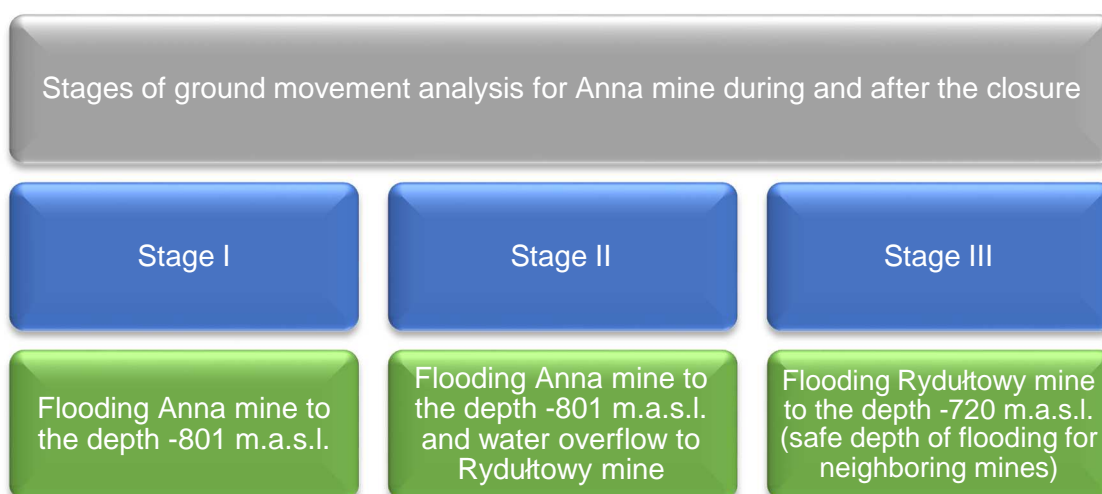 Stages of ground movement analysis for Anna mine during and after the closure
Stage I
Stage II
Stage III
Flooding Anna mine to
the depth -801 m.a.s.l.
Flooding Anna mine to
the depth -801 m.a.s.l.
and water overflow to
Rydułtowy mine
Flooding Rydułtowy mine
to the depth -720 m.a.s.l.
(safe depth of flooding for
neighboring mines)